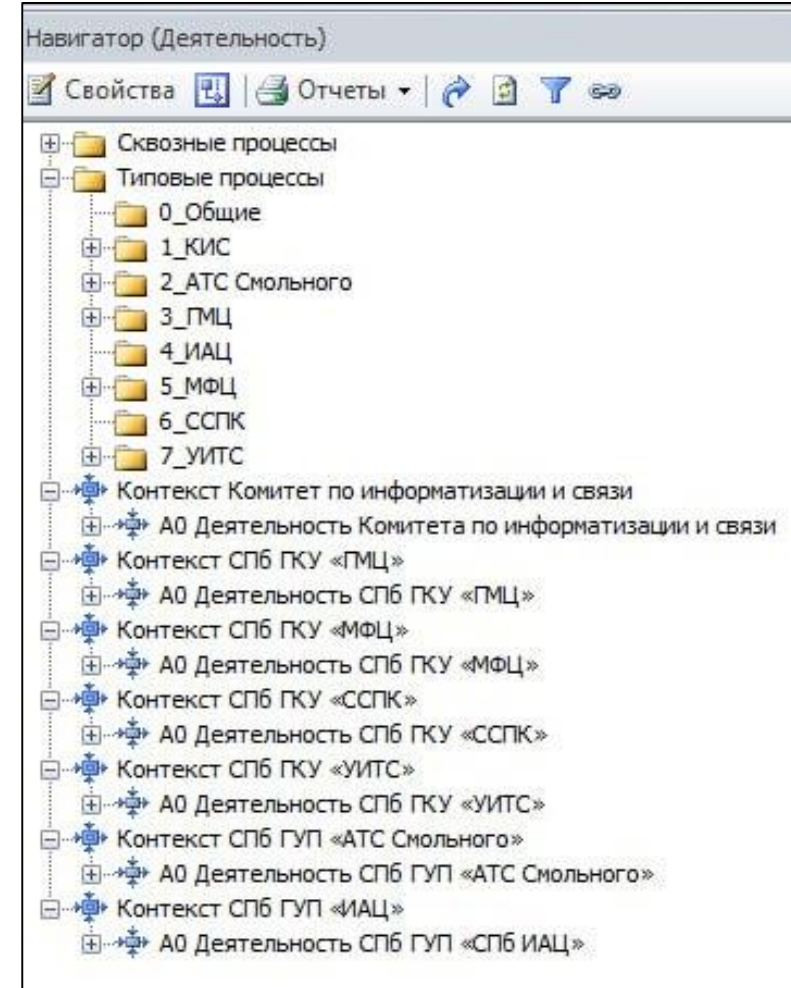 Навигатор (Деятельность)
Свойства Отчеты
Сквозные процессы
Типовые процессы
0_Общие
1_КИС
2_АТС Смольного
3_ГМЦ
4_ИАЦ
5_МФЦ
6_ССПК
7_УИТС
Контекст Комитет по информатизации и связи
А0 Деятельность Комитета по информатизации и связи
Контекст СПб ГКУ «ГМЦ»
А0 Деятельность СПб ГКУ «ГМЦ»
Контекст СПб ГКУ «МФЦ»
А0 Деятельность СПб ГКУ «МФЦ»
Контекст СПб ГКУ «ССПК»
А0 Деятельность СПб ГКУ «ССПК»
Контекст СПб ГКУ «УИТС»
А0 Деятельность СПб ГКУ «УИТС»
Контекст СПб ГУП «АТС Смольного»
А0 Деятельность СПб ГУП «АТС Смольного»
Контекст СПб ГУП «ИАЦ»
А0 Деятельность СПб ГУП «СПб ИАЦ»